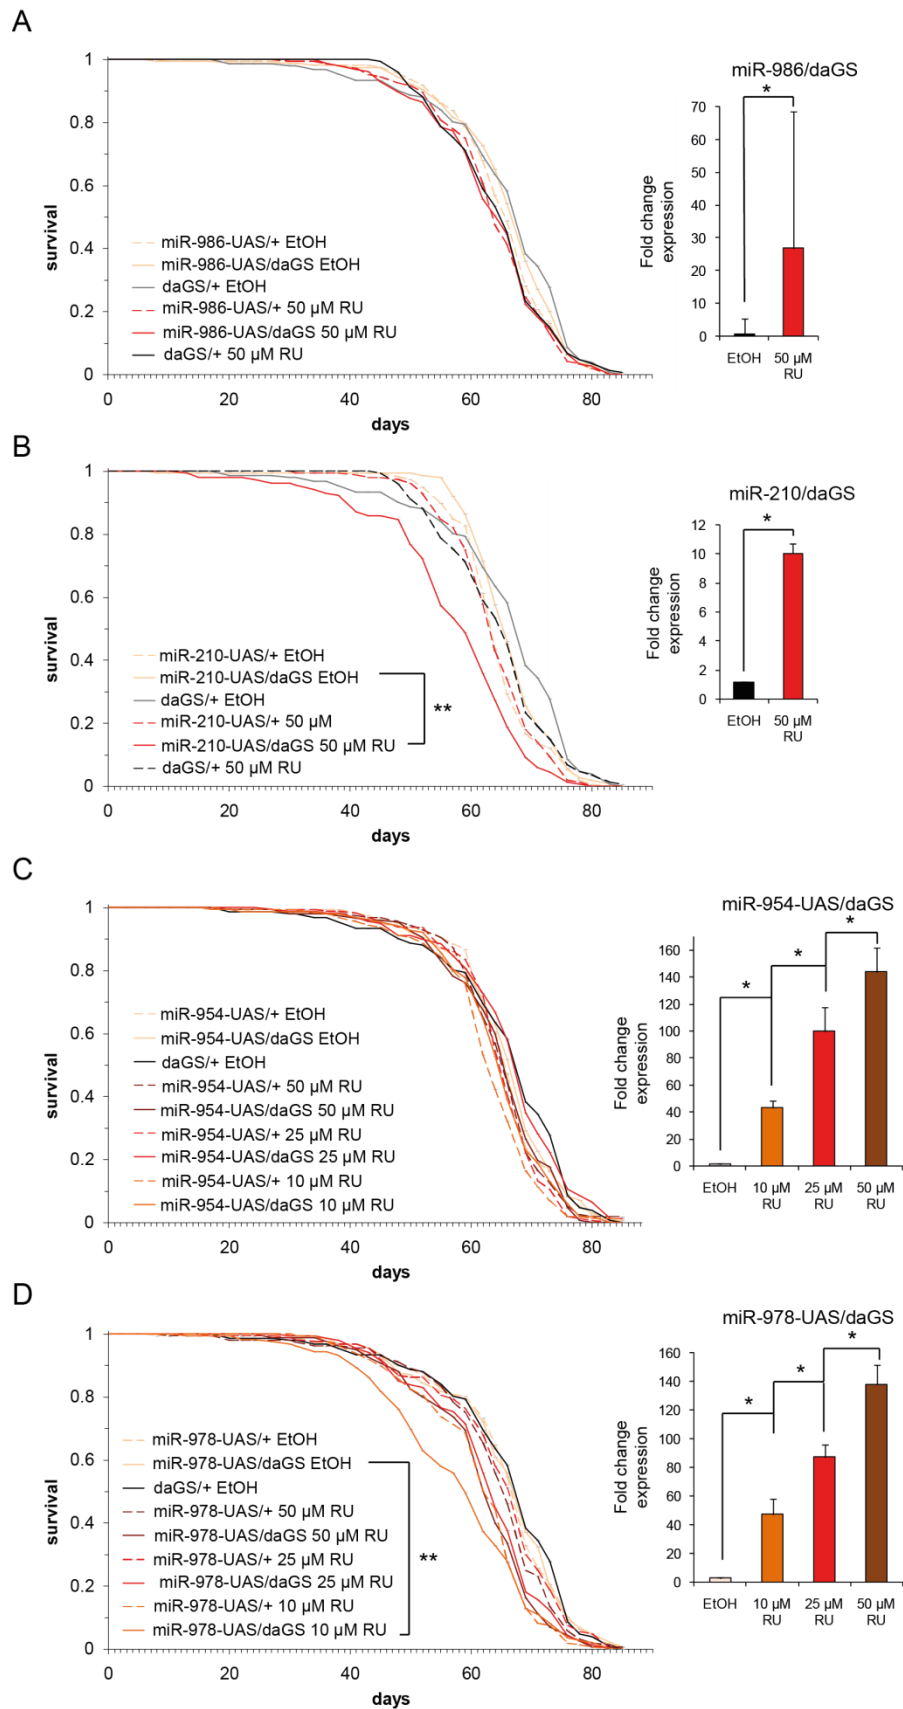 A
miR-986/daGS
1
0.8
0.6
0.4
0.2
0
survival
miR-986-UAS/+ EtOH
miR-986-UAS/daGS EtOH
daGS/+ EtOH
miR-986-UAS/+ 50 µM RU
miR-986-UAS/daGS 50 µM RU
daGS/+ 50 µM RU
0 20 40 60 80
days
Fold change
expression
70
60
50
40
30
20
10
0
*
EtOH 50 µM
RU
B
miR-210/daGS
1
0.8
0.6
0.4
0.2
0
survival
miR-210-UAS/+ EtOH
miR-210-UAS/daGS EtOH
daGS/+ EtOH
miR-210-UAS/+ 50 µM
miR-210-UAS/daGS 50 µM RU
daGS/+ 50 µM RU
**
0 20 40 60 80
days
Fold change
expression
12
10
8
6
4
2
0
*
EtOH 50 µM
RU
C
miR-954-UAS/daGS
1
0.8
0.6
0.4
0.2
0
survival
miR-954-UAS/+ EtOH
miR-954-UAS/daGS EtOH
daGS/+ EtOH
miR-954-UAS/+ 50 µM RU
miR-954-UAS/daGS 50 µM RU
miR-954-UAS/+ 25 µM RU
miR-954-UAS/daGS 25 µM RU
miR-954-UAS/+ 10 µM RU
miR-954-UAS/daGS 10 µM RU
0 20 40 60 80
days
Fold change
expression
160
140
120
100
80
60
40
20
0
* * *
EtOH 10 µM 25 µM 50 µM
RU RU RU
D
miR-978-UAS/daGS
1
0.8
0.6
0.4
0.2
0
survival
miR-978-UAS/+ EtOH
miR-978-UAS/daGS EtOH
daGS/+ EtOH
miR-978-UAS/+ 50 µM RU
miR-978-UAS/daGS 50 µM RU
miR-978-UAS/+ 25 µM RU
miR-978-UAS/daGS 25 µM RU
miR-978-UAS/+ 10 µM RU
miR-978-UAS/daGS 10 µM RU
**
0 20 40 60 80
days
Fold change
expression
160
140
120
100
80
60
40
20
0
* * *
EtOH 10 µM 25 µM 50 µM
RU RU RU